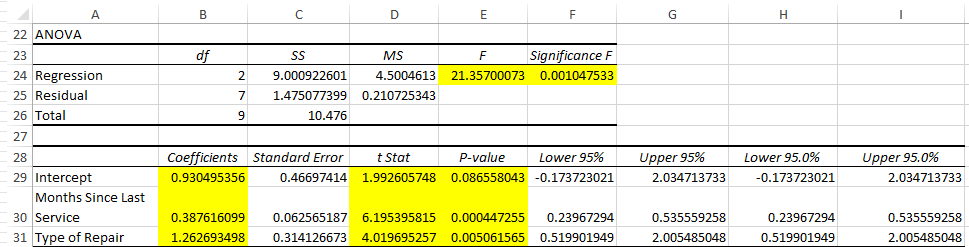 A B C D E F G H I
22 ANOVA
23 df SS MS F Significance F
24 Regression 2 9.000922601 4.5004613 21.35700073 0.001047533
25 Residual 7 1.475077399 0.210725343
26 Total 9 10.476
27
28 Coefficients Standard Error t Stat P-value Lower 95% Upper 95% Lower 95.0% Upper 95.0%
29 Intercept 0.930495356 0.46697414 1.992605748 0.086558043 -0.173723021 2.034713733 -0.173723021 2.034713733
Months Since Last
30 Service 0.387616099 0.062565187 6.195395815 0.000447255 0.23967294 0.535559258 0.23967294 0.535559258
31 Type of Repair 1.262693498 0.314126673 4.019695257 0.005061565 0.519901949 2.005485048 0.519901949 2.005485048